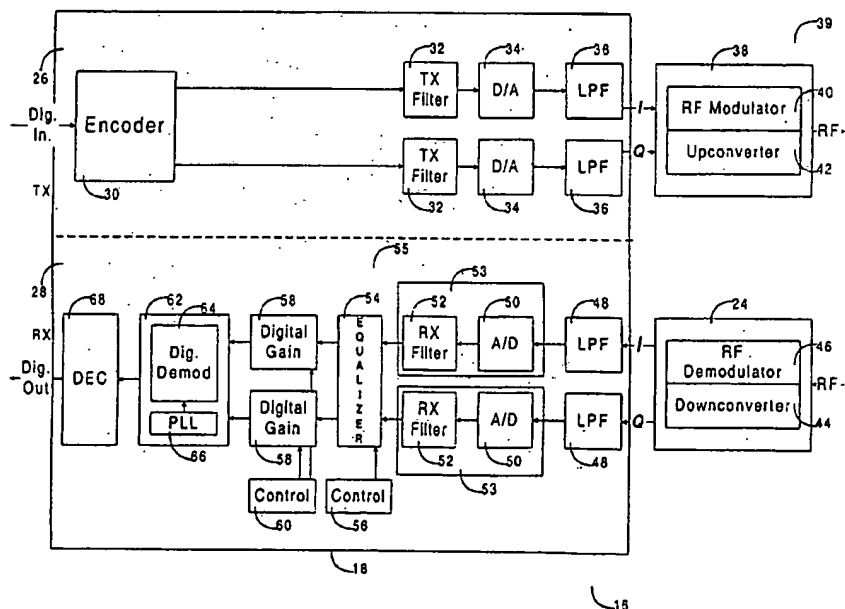 39
26
32
34
36
38
TX Filter
D/A
LPF
I
RF Modulator
40
Dig. In.
Encoder
RF
TX Filter
D/A
LPF
Q
Upconverter
42
TX
30
32
34
36
55
28
68
62
64
58
54
53
52
50
48
24
RX
Dig. Out
DEC
Dig. Demod
Digital Gain
EQUALIZER
RX Filter
A/D
LPF
I
RF Demodulator
46
RF
PLL
Digital Gain
RX Filter
A/D
LPF
Q
Downconverter
44
66
58
52
50
48
53
Control
Control
60
56
18
16